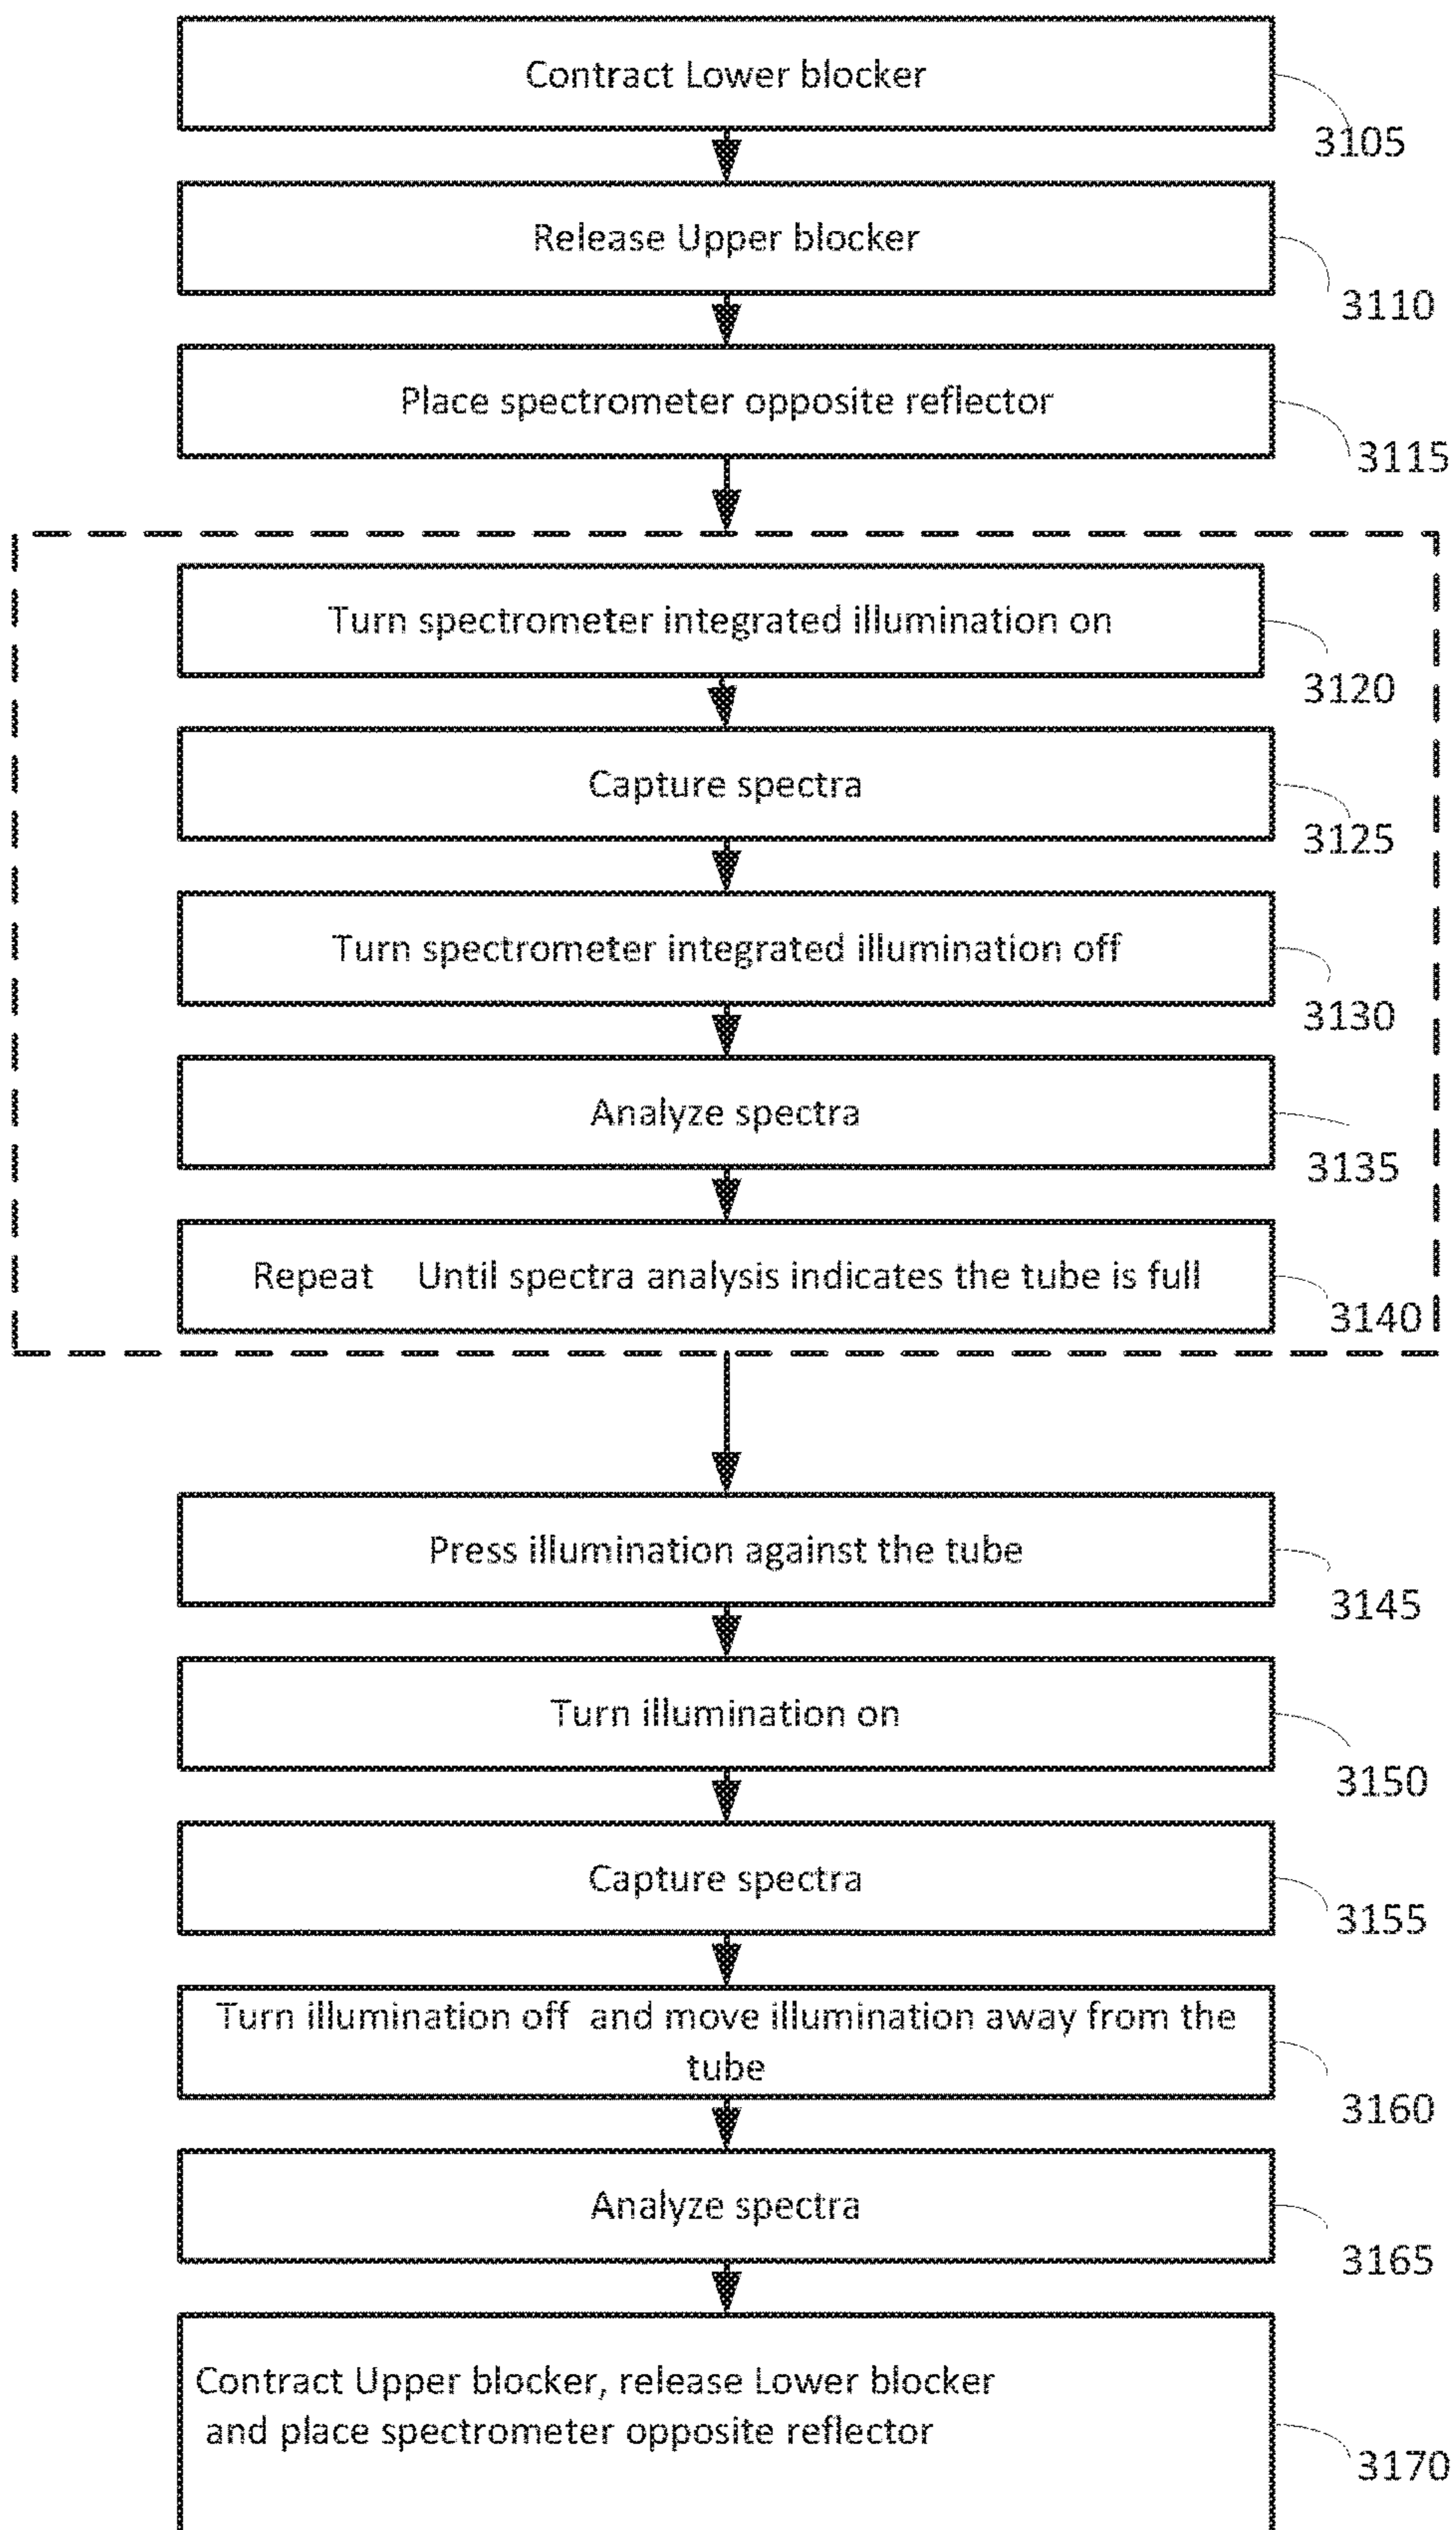 Contract Lower blocker
3105
Release Upper blocker
3110
Place spectrometer opposite reflector
3115
Turn spectrometer integrated illumination on
3120
Capture spectra
3125
Turn spectrometer integrated illumination off
3130
Analyze spectra
3135
Repeat Until spectra analysis indicates the tube is full
3140
Press illumination against the tube
3145
Turn illumination on
3150
Capture spectra
3155
Turn illumination off and move illumination away from the
tube
3160
Analyze spectra
3165
Contract Upper blocker, release Lower blocker
and place spectrometer opposite reflector
3170